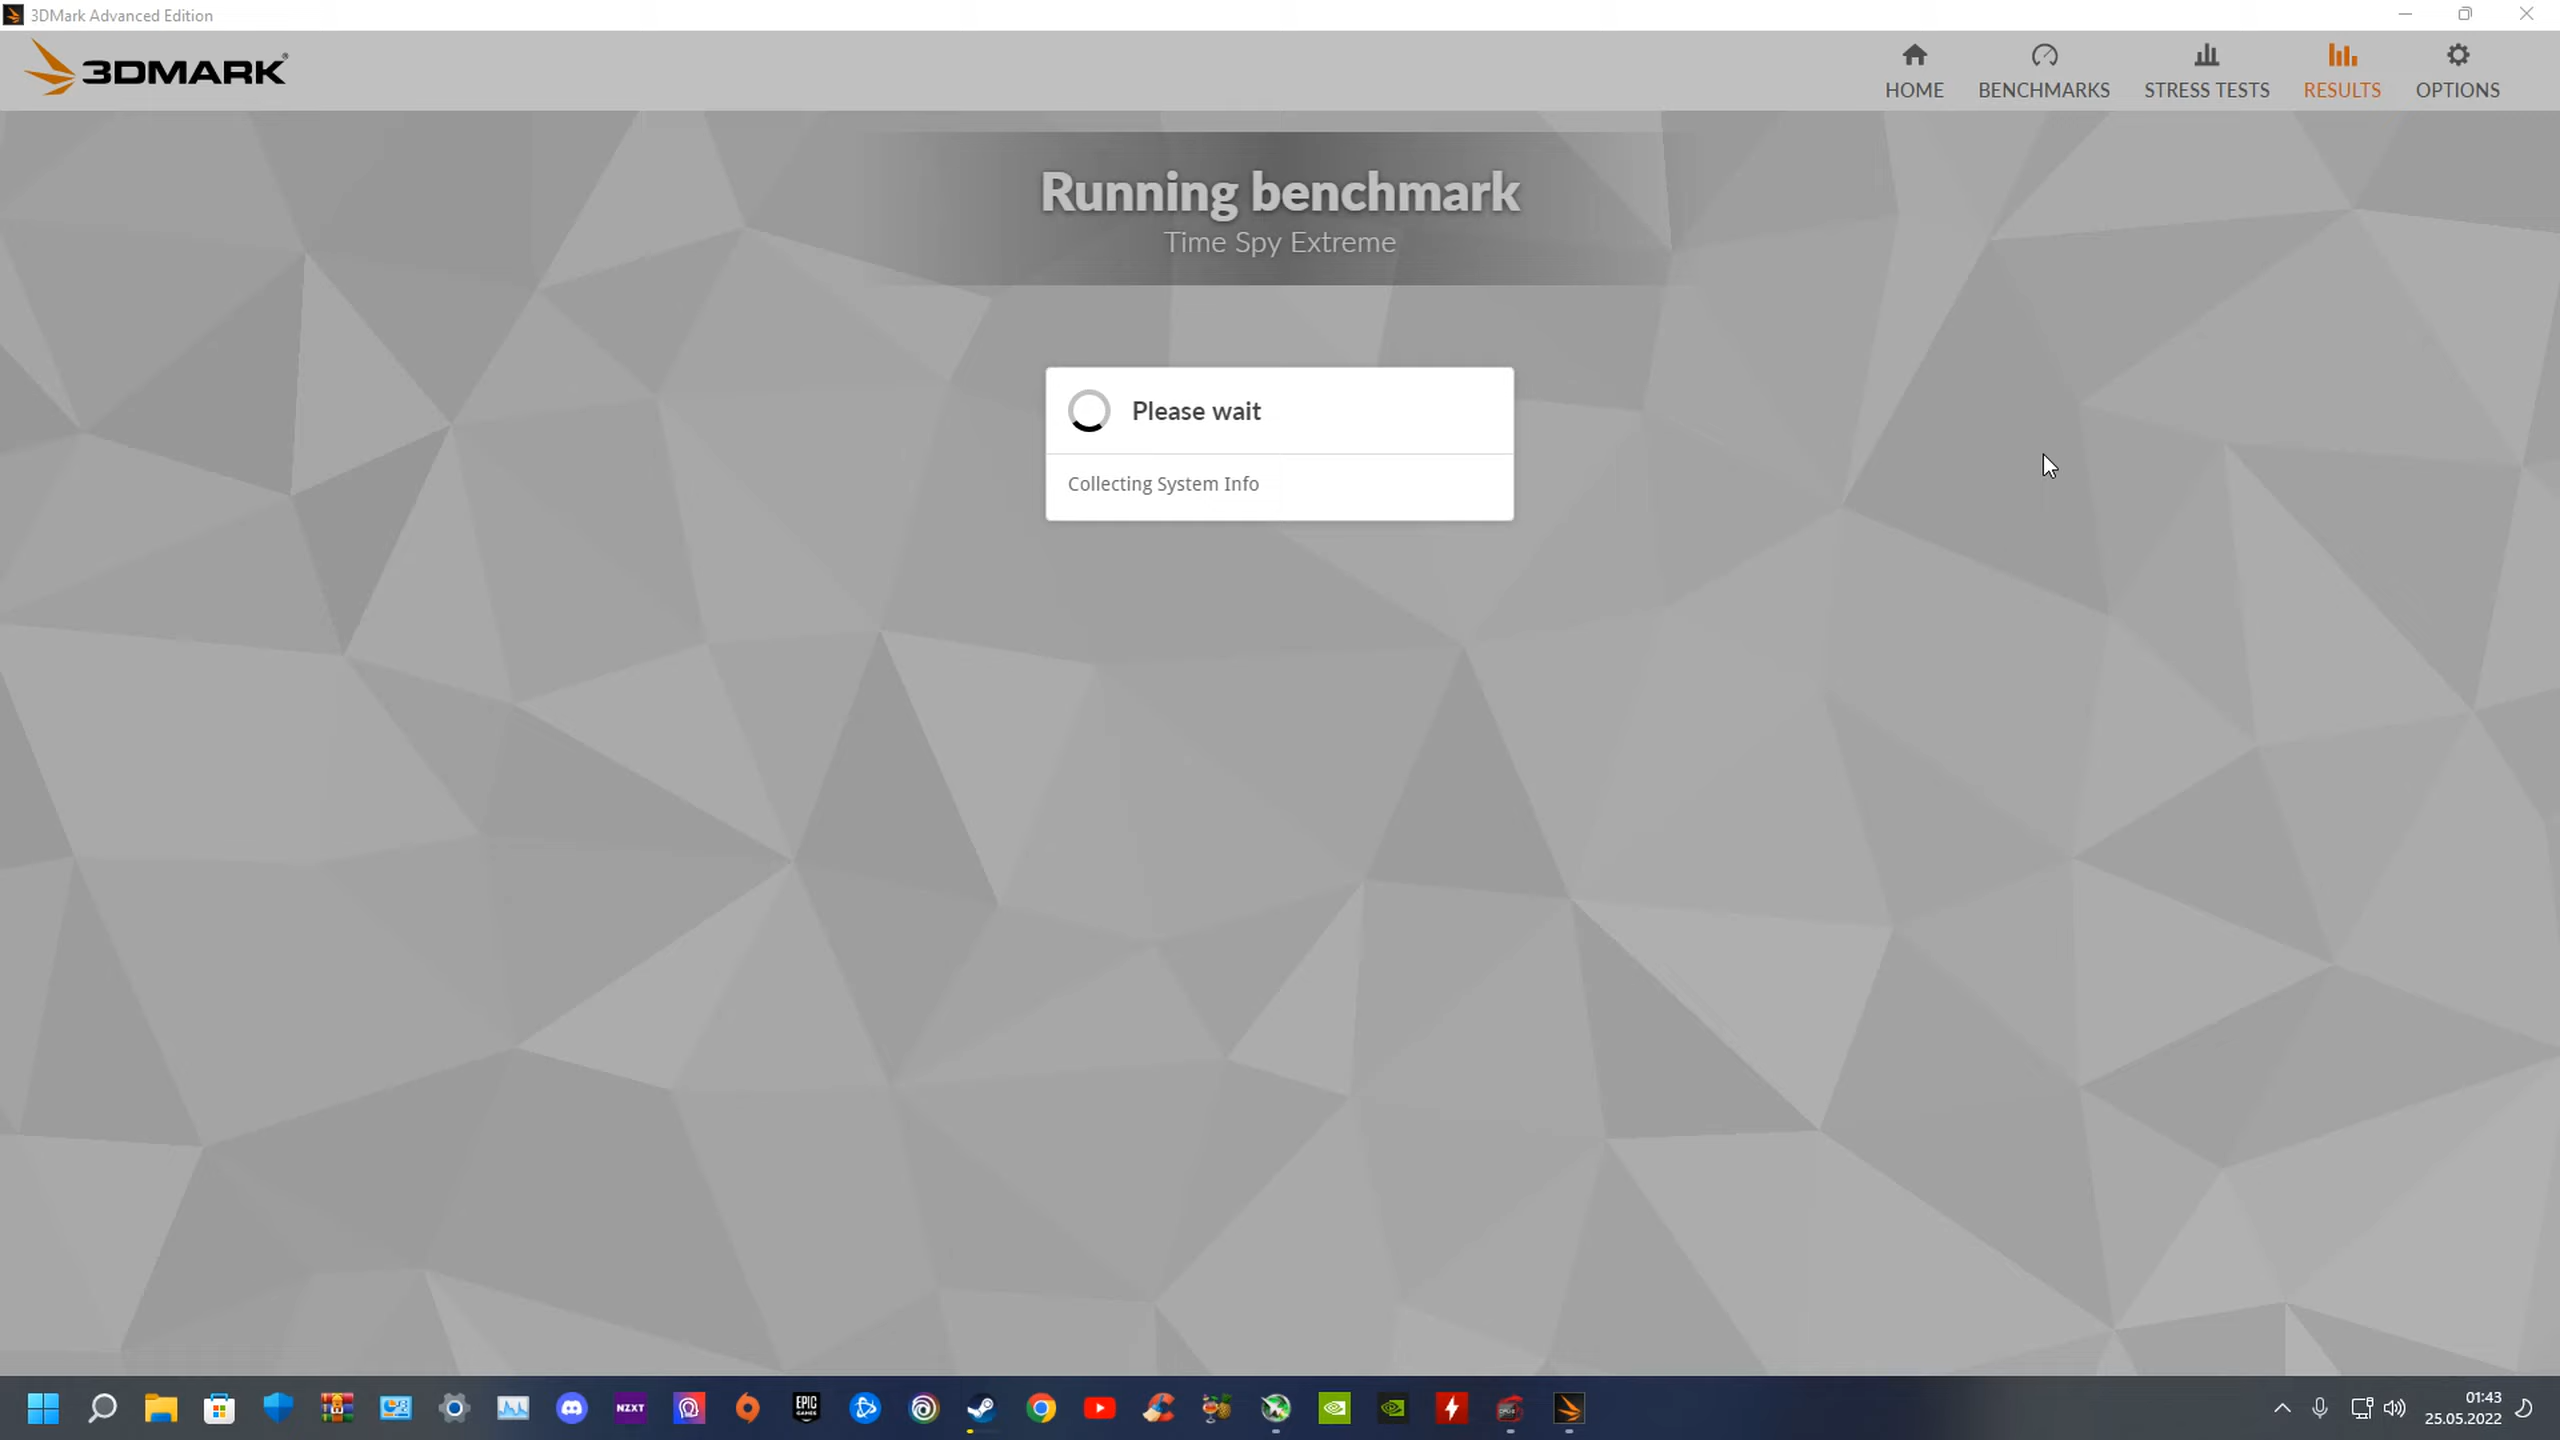 3DMark Advanced Edition
3DMARK
HOME
BENCHMARKS
STRESS TESTS
RESULTS
OPTIONS
Running benchmark
Time Spy Extreme
Please wait
Collecting System Info
NZXT
EPIC
GAMES
01:43
25.05.2022